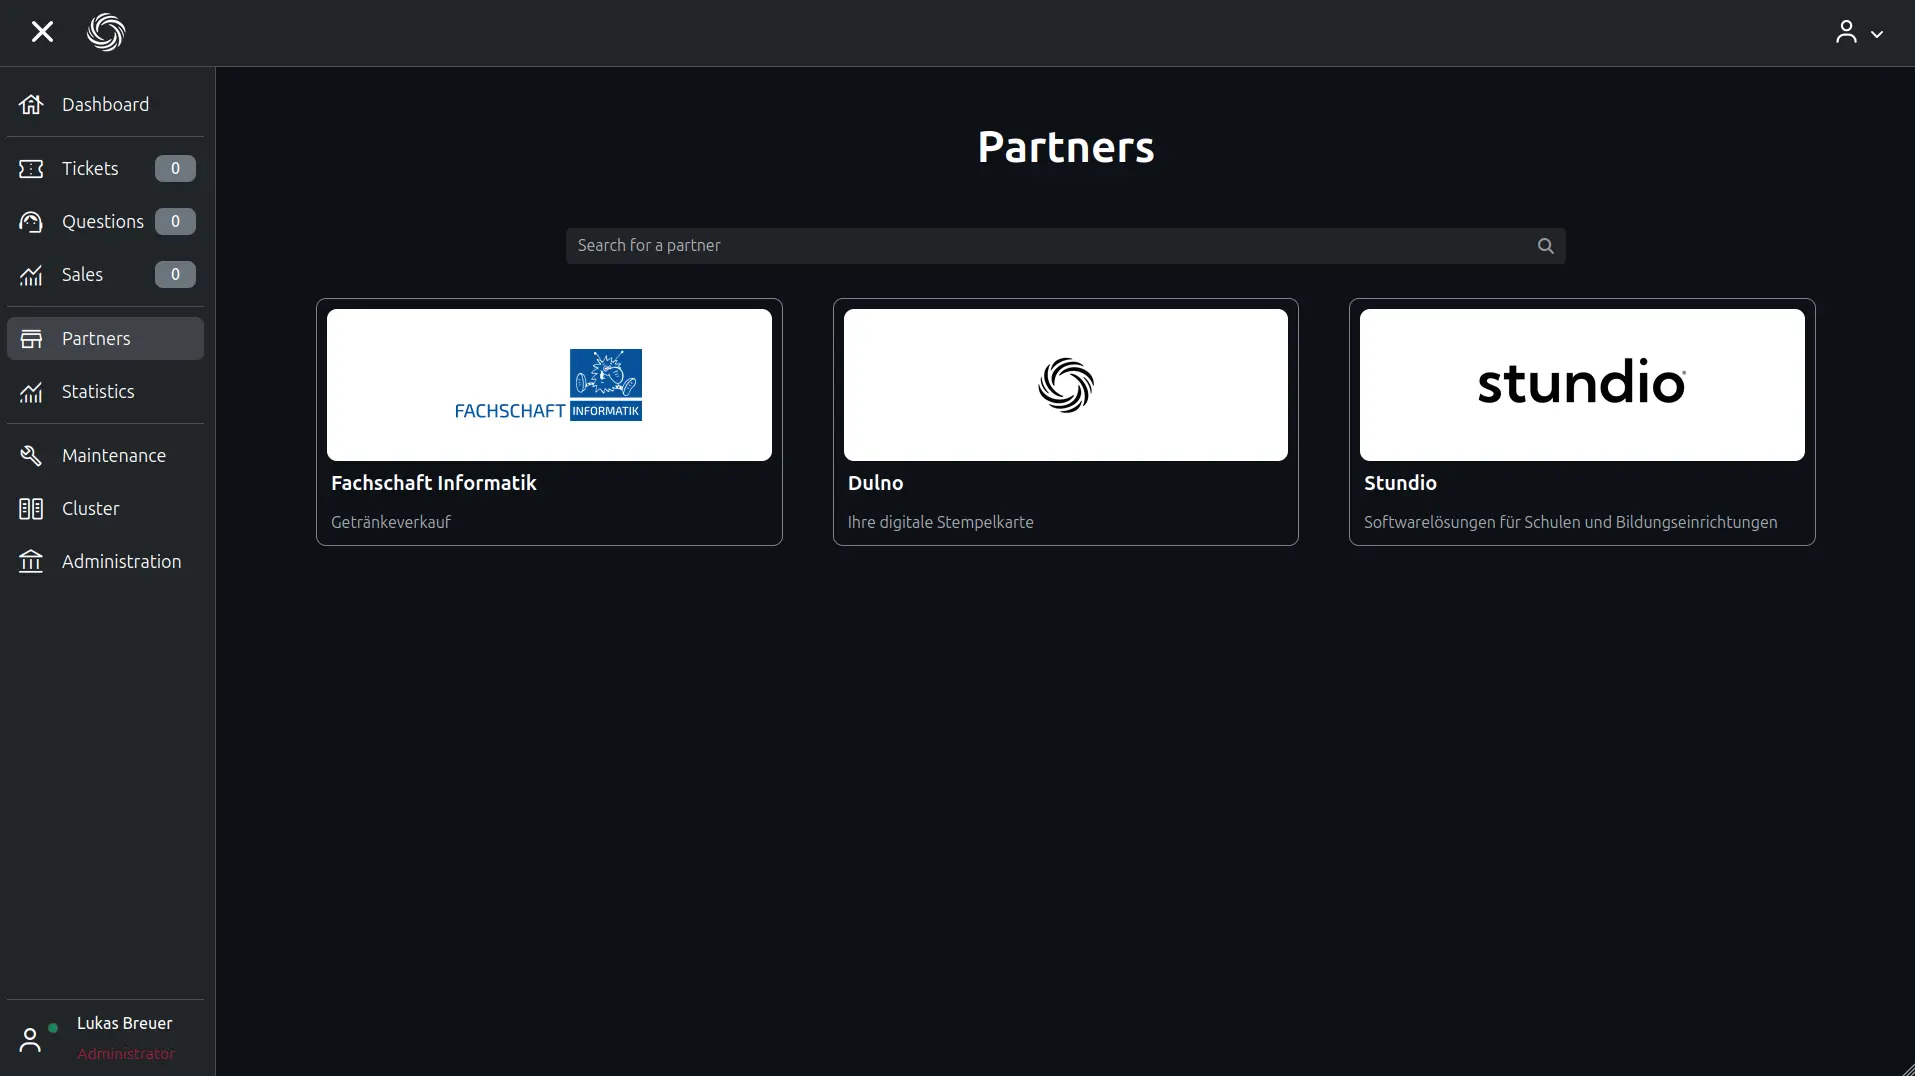 Dashboard
Tickets 0
Questions 0
Sales 0
Partners
Statistics
Maintenance
Cluster
Administration
Lukas Breuer
Administrator
Partners
Search for a partner
FACHSCHAFT INFORMATIK
Fachschaft Informatik
Getränkeverkauf
Dulno
Ihre digitale Stempelkarte
stundio
Stundio
Softwarelösungen für Schulen und Bildungseinrichtungen